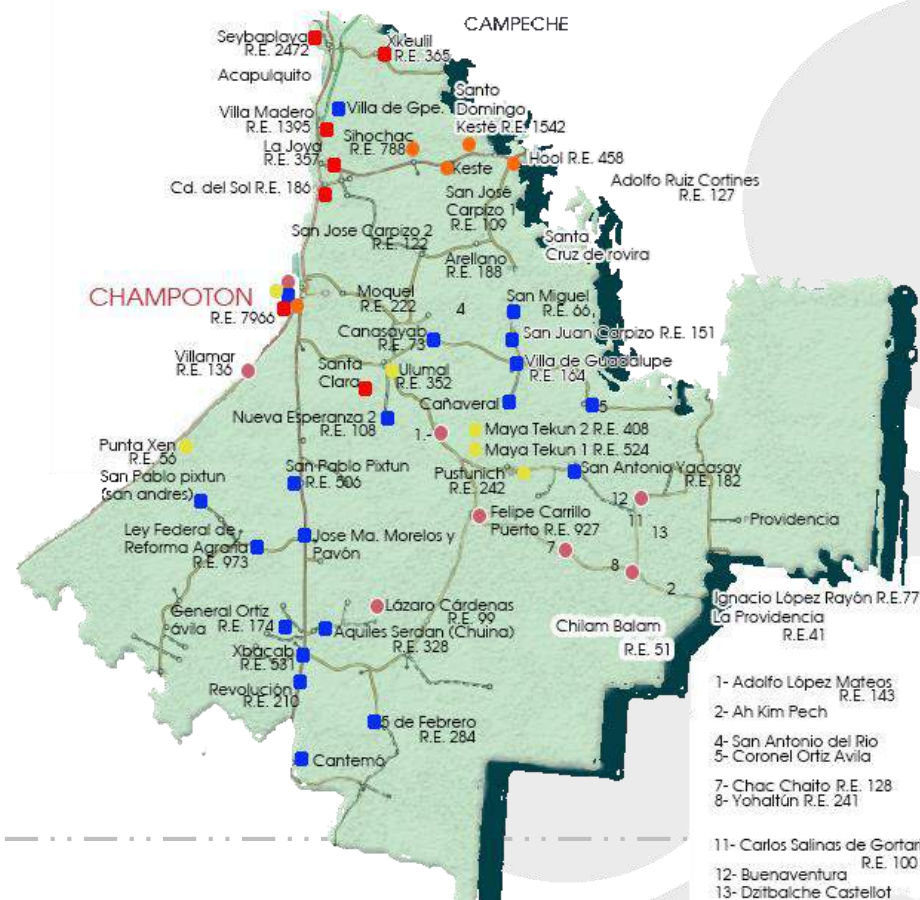 CAMPECHE
Seybaplaya
R.E. 2472
Xkeulil
R.E. 365
Acapulquito
Santo
Domingo
Kesté R.E. 1542
Villa Madero
R.E. 1395
Villa de Gpe.
Sihochac
R.E. 788
La Joya
R.E. 357
Keste
Hool R.E. 458
Cd. del Sol R.E. 186
Adolfo Ruiz Cortines
R.E. 127
San José
Carpizo 1
R.E. 109
San Jose Carpizo 2
R.E. 122
Santa
Cruz de rovira
Arellano
R.E. 188
CHAMPOTON
R.E. 7966
Moquel
R.E. 222
4
San Miguel
R.E. 66
Canasayab
R.E. 73
San Juan Carpizo R.E. 151
Villamar
R.E. 136
Santa
Clara
Ulumal
R.E. 352
Villa de Guadalupe
R.E. 164
Cañaveral
5
Nueva Esperanza 2
R.E. 108
1.-
Maya Tekun 2 R.E. 408
Maya Tekun 1 R.E. 524
Punta Xen
R.E. 56
San Pablo Pixtun
R.E. 506
Pustunich
R.E. 242
San Antonio Yacasay
R.E. 182
San Pablo pixtun
(san andres)
12
Felipe Carrillo
Puerto R.E. 927
11
13
Providencia
Ley Federal de
Reforma Agraria
R.E. 973
Jose Ma. Morelos y
Pavón
7
8
2
Ignacio López Rayón R.E.77
La Providencia
R.E.41
General Ortiz
ávila R.E. 174
Lázaro Cárdenas
R.E. 99
Aquiles Serdan (Chuina)
R.E. 328
Chilam Balam
R.E. 51
Xbacab
R.E. 531
Revolución
R.E. 210
5 de Febrero
R.E. 284
Cantemó
1- Adolfo López Mateos
R.E. 143
2- Ah Kim Pech
4- San Antonio del Rio
5- Coronel Ortiz Avila
7- Chac Chaito R.E. 128
8- Yohaltún R.E. 241
11- Carlos Salinas de Gortari
R.E. 100
12- Buenaventura
13- Dzitbalche Castellot